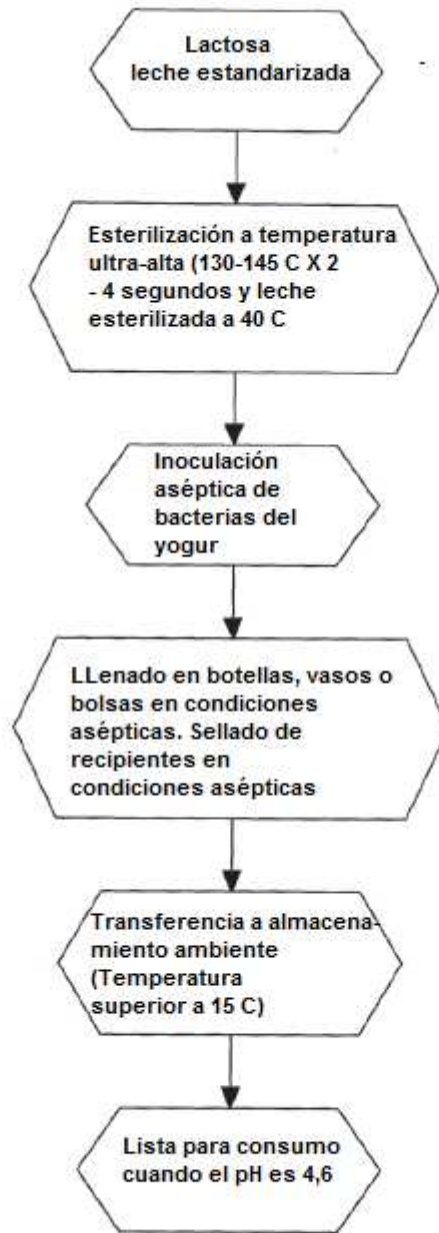 Lactosa
leche estandarizada
Esterilización a temperatura
ultra-alta (130-145 C X 2
- 4 segundos y leche
esterilizada a 40 C
Inoculación
aséptica de
bacterias del
yogur
LLenado en botellas, vasos o
bolsas en condiciones
asépticas. Sellado de
recipientes en
condiciones asépticas
Transferencia a almacena-
miento ambiente
(Temperatura
superior a 15 C)
Lista para consumo
cuando el pH es 4,6